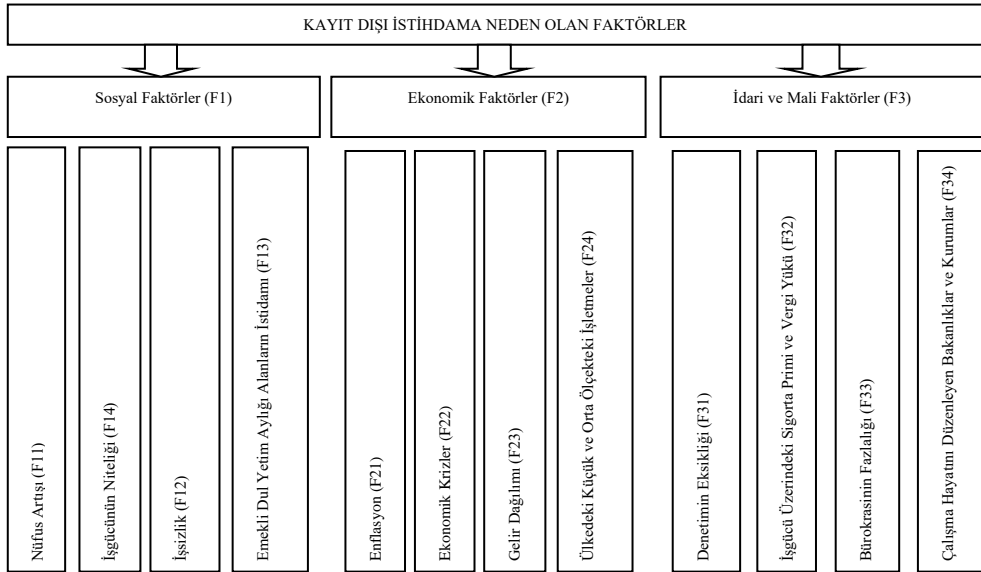 KAYIT DIŞI İSTİHDAMA NEDEN OLAN FAKTÖRLER
Sosyal Faktörler (F1)
Ekonomik Faktörler (F2)
İdari ve Mali Faktörler (F3)
Nüfus Artışı (F11)
İşgücünün Niteliği (F14)
İşsizlik (F12)
Emekli Dul Yetim Aylığı Alanların İstidamı (F13)
Enflasyon (F21)
Ekonomik Krizler (F22)
Gelir Dağılımı (F23)
Ülkedeki Küçük ve Orta Ölçekteki İşletmeler (F24)
Denetimin Eksikliği (F31)
İşgücü Üzerindeki Sigorta Primi ve Vergi Yükü (F32)
Bürokrasinin Fazlalığı (F33)
Çalışma Hayatını Düzenleyen Bakanlıklar ve Kurumlar (F34)